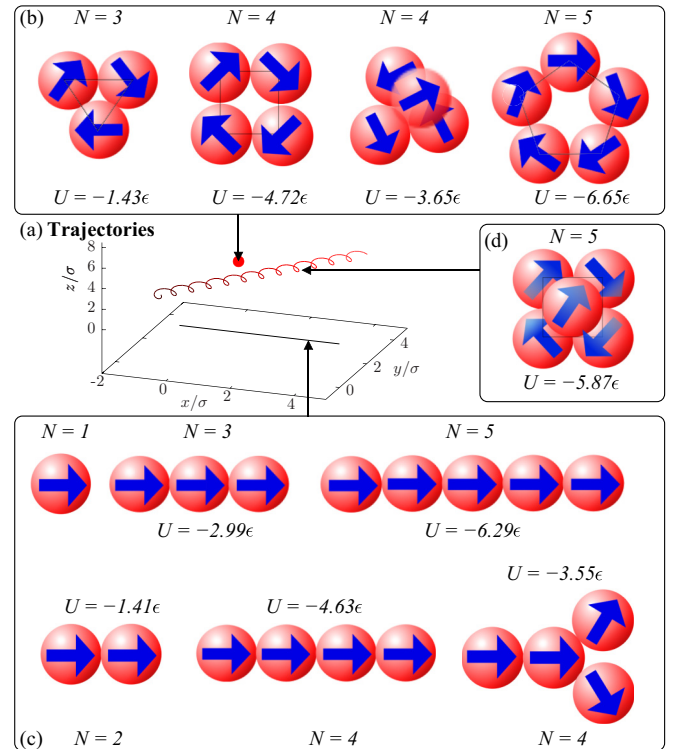 (b) N = 3 N = 4 N = 4 N = 5
U = −1.43ϵ U = −4.72ϵ U = −3.65ϵ U = −6.65ϵ
(a) Trajectories
8
6
4
2
0
z/σ
-2 0 2 4
x/σ
0 2 4
y/σ
(d) N = 5
U = −5.87ϵ
N = 1 N = 3 N = 5
U = −2.99ϵ U = −6.29ϵ
U = −3.55ϵ
U = −1.41ϵ U = −4.63ϵ
(c) N = 2 N = 4 N = 4